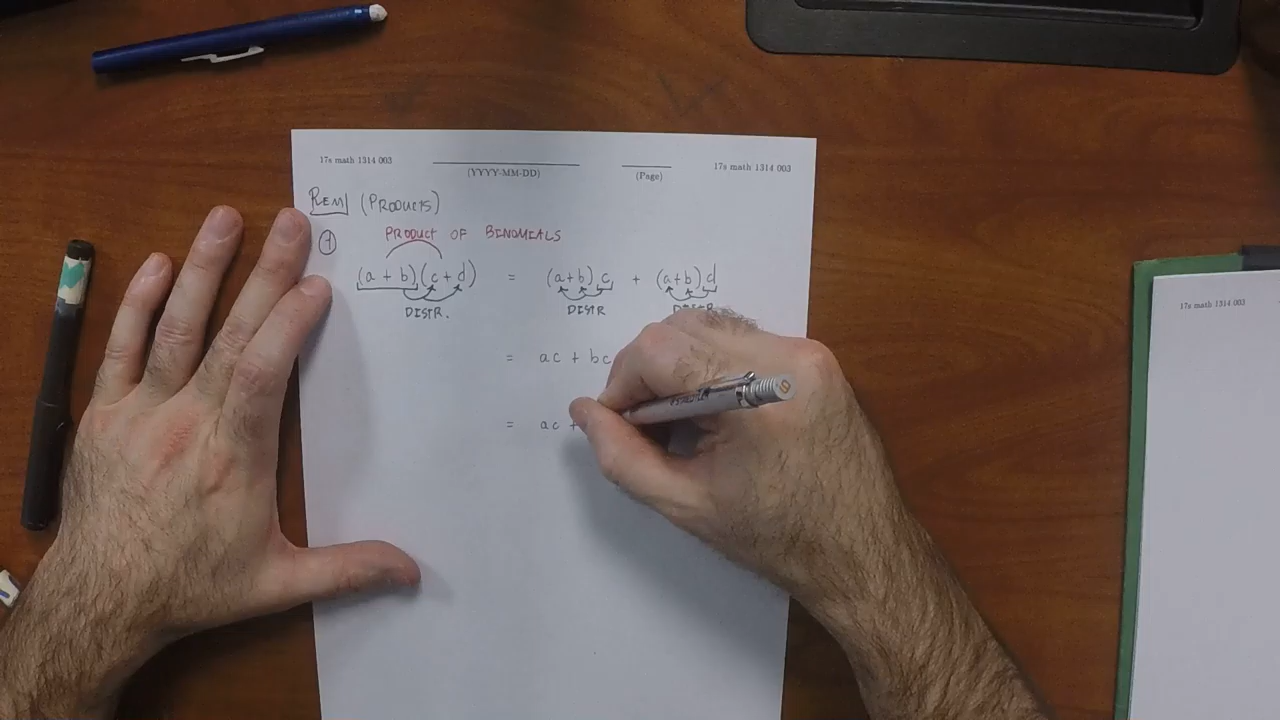 17s math 1314 003 (YYYY-MM-DD) (Page) 17s math 1314 003
REM (PRODUCTS)
1 PRODUCT OF BINOMIALS
(a + b)(c + d) = (a+b)c + (a+b)d
DISTR. DISTR DISTR
= ac + bc
= ac +
17s math 1314 003